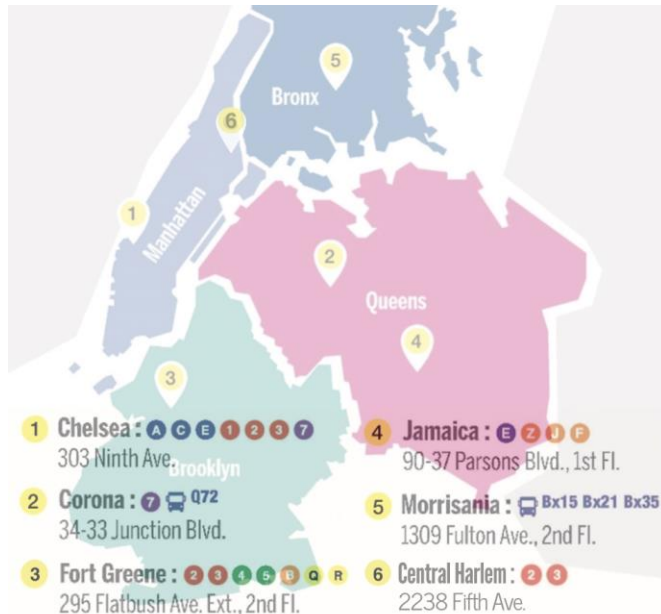 5
Bronx
6
1
Manhattan
2
Queens
4
3
Brooklyn
1 Chelsea : A C E 1 2 3 7
303 Ninth Ave.
2 Corona : 7 Q72
34-33 Junction Blvd.
3 Fort Greene : 2 3 4 5 B Q R
295 Flatbush Ave. Ext., 2nd Fl.
4 Jamaica : E Z J F
90-37 Parsons Blvd., 1st Fl.
5 Morrisania : Bx15 Bx21 Bx35
1309 Fulton Ave., 2nd Fl.
6 Central Harlem : 2 3
2238 Fifth Ave.